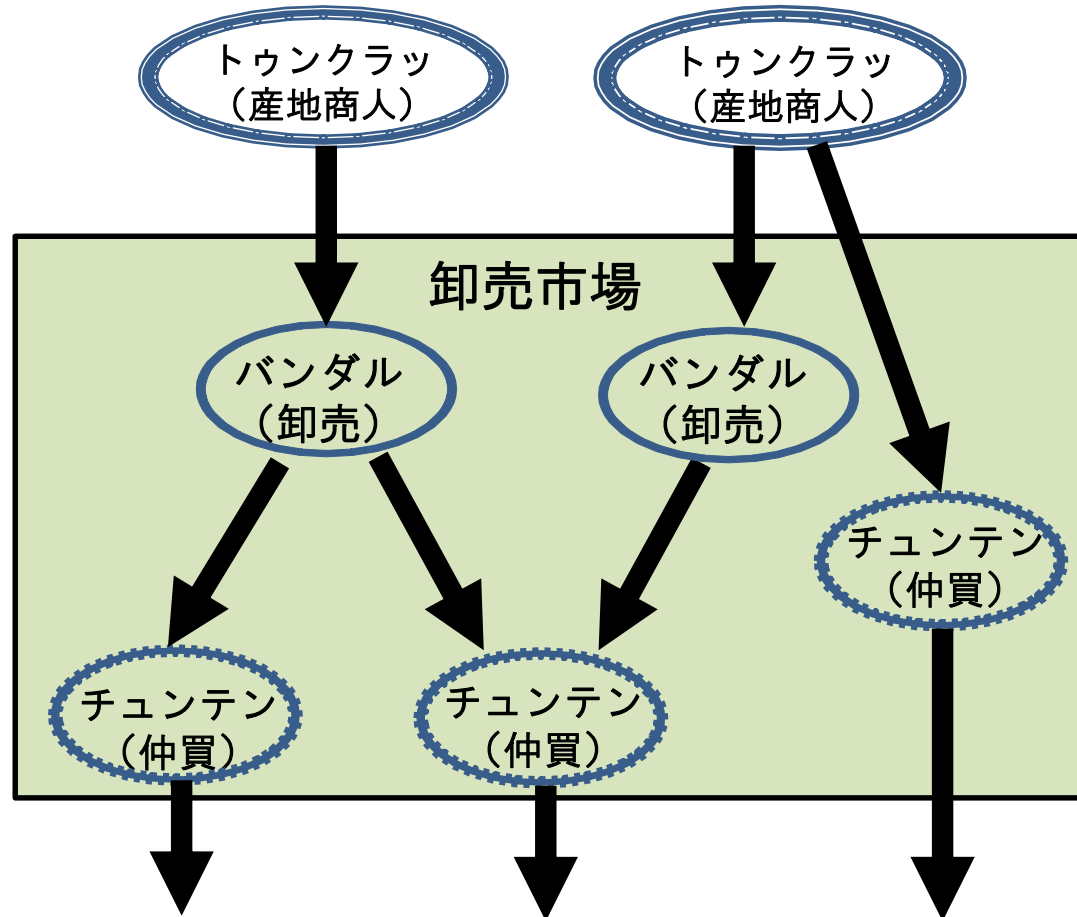 トゥンクラッ
（産地商人）
トゥンクラッ
（産地商人）
卸売市場
バンダル
（卸売）
バンダル
（卸売）
チュンテン
（仲買）
チュンテン
（仲買）
チュンテン
（仲買）